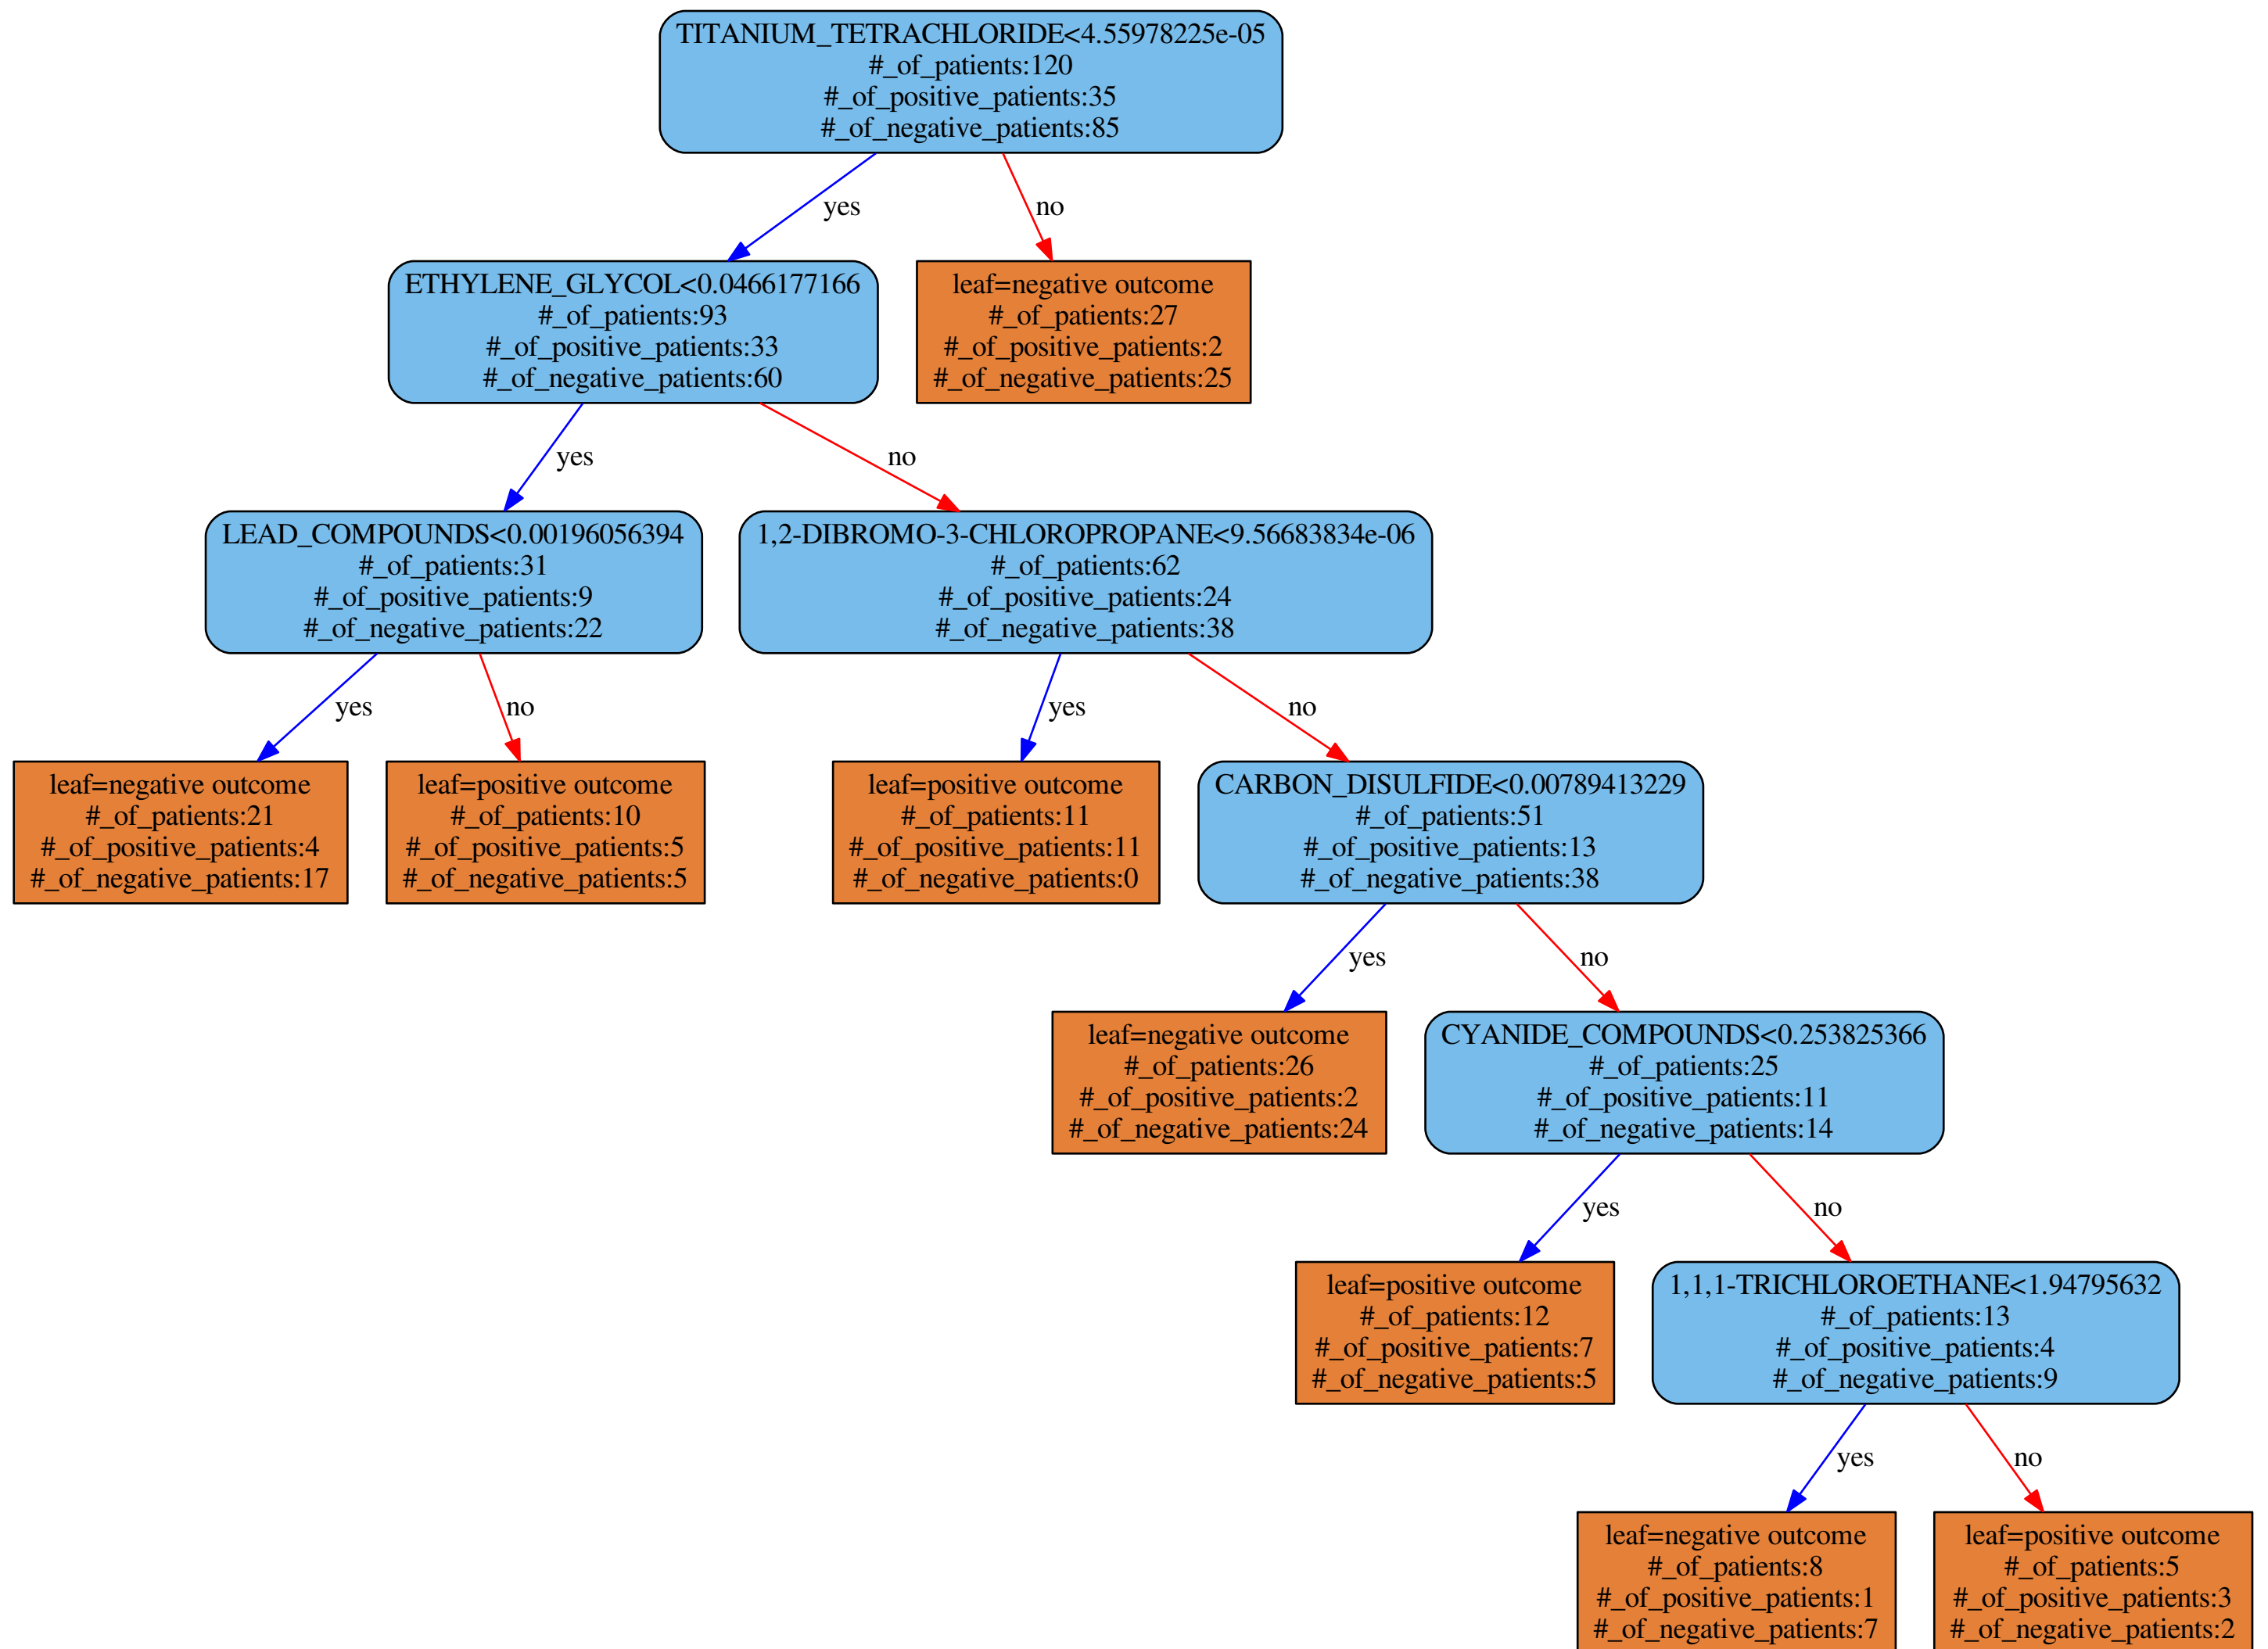 TITANIUM_TETRACHLORIDE<4.55978225e-05
#_of_patients:120
#_of_positive_patients:35
#_of_negative_patients:85
yes
no
ETHYLENE_GLYCOL<0.0466177166
#_of_patients:93
#_of_positive_patients:33
#_of_negative_patients:60
leaf=negative outcome
#_of_patients:27
#_of_positive_patients:2
#_of_negative_patients:25
yes
no
LEAD_COMPOUNDS<0.00196056394
#_of_patients:31
#_of_positive_patients:9
#_of_negative_patients:22
1,2-DIBROMO-3-CHLOROPROPANE<9.56683834e-06
#_of_patients:62
#_of_positive_patients:24
#_of_negative_patients:38
yes
no
yes
no
leaf=negative outcome
#_of_patients:21
#_of_positive_patients:4
#_of_negative_patients:17
leaf=positive outcome
#_of_patients:10
#_of_positive_patients:5
#_of_negative_patients:5
leaf=positive outcome
#_of_patients:11
#_of_positive_patients:11
#_of_negative_patients:0
CARBON_DISULFIDE<0.00789413229
#_of_patients:51
#_of_positive_patients:13
#_of_negative_patients:38
yes
no
leaf=negative outcome
#_of_patients:26
#_of_positive_patients:2
#_of_negative_patients:24
CYANIDE_COMPOUNDS<0.253825366
#_of_patients:25
#_of_positive_patients:11
#_of_negative_patients:14
yes
no
leaf=positive outcome
#_of_patients:12
#_of_positive_patients:7
#_of_negative_patients:5
1,1,1-TRICHLOROETHANE<1.94795632
#_of_patients:13
#_of_positive_patients:4
#_of_negative_patients:9
yes
no
leaf=negative outcome
#_of_patients:8
#_of_positive_patients:1
#_of_negative_patients:7
leaf=positive outcome
#_of_patients:5
#_of_positive_patients:3
#_of_negative_patients:2